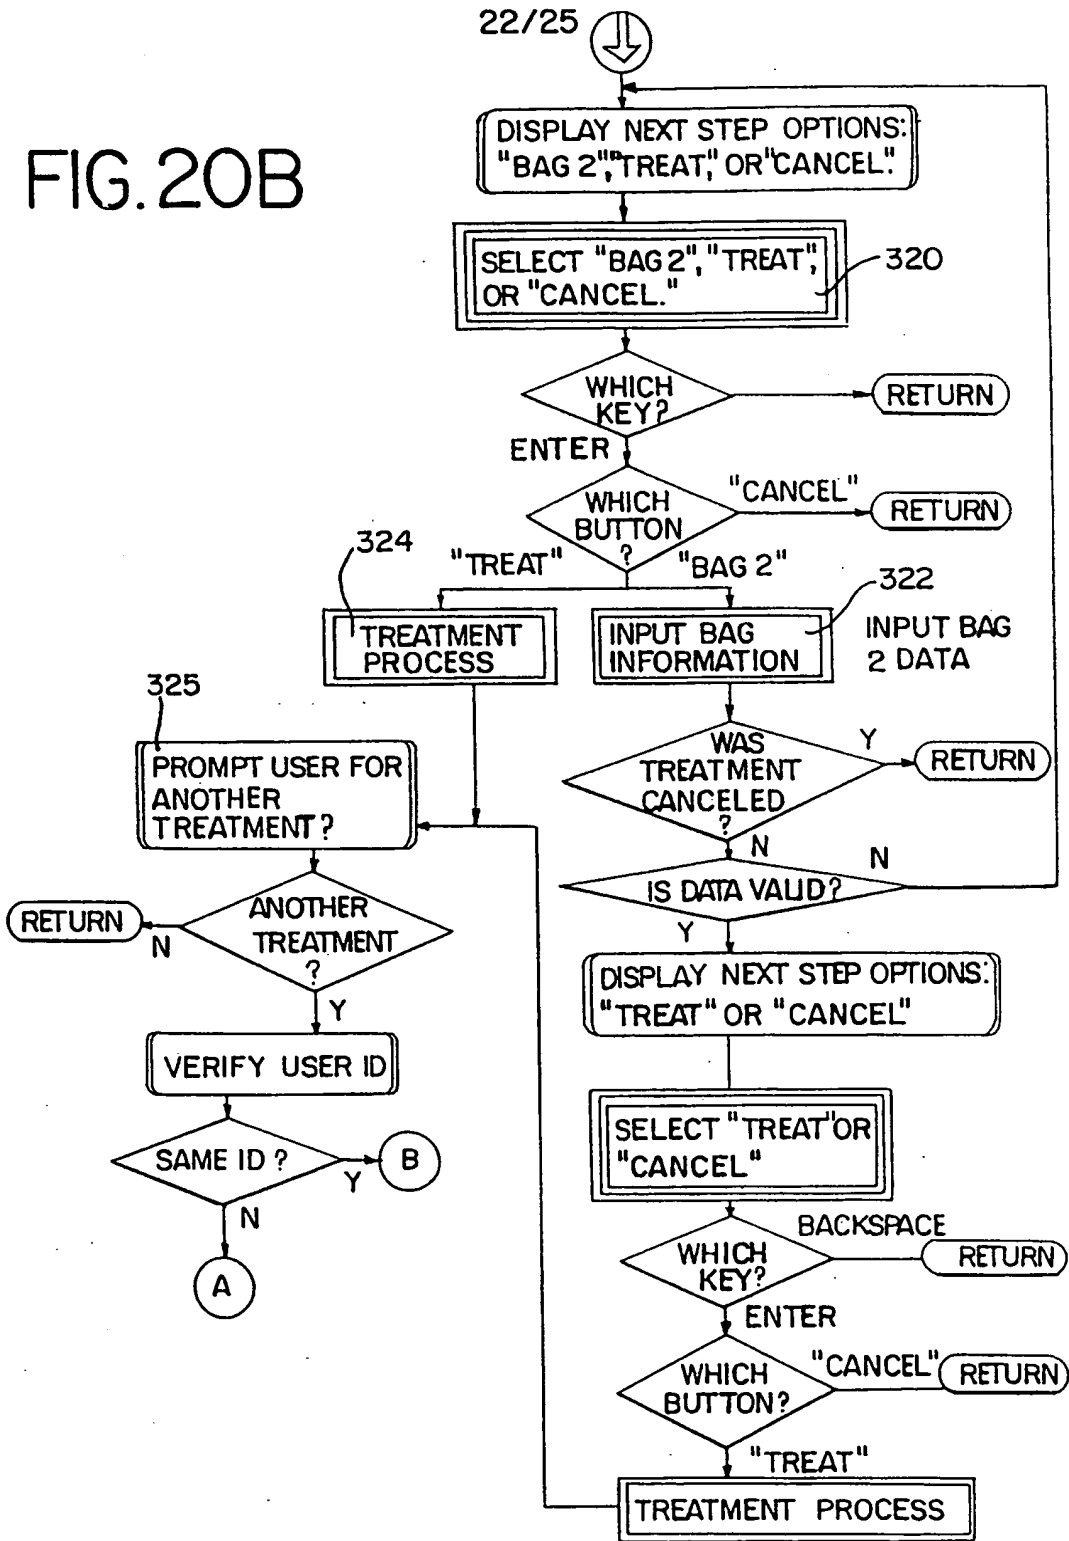 22/25
FIG. 20B
DISPLAY NEXT STEP OPTIONS:
"BAG 2","TREAT," OR "CANCEL."
SELECT "BAG 2", "TREAT",
OR "CANCEL."
320
WHICH
KEY?
RETURN
ENTER
WHICH
BUTTON
?
"CANCEL"
RETURN
324
"TREAT"
"BAG 2"
322
TREATMENT
PROCESS
INPUT BAG
INFORMATION
INPUT BAG
2 DATA
325
PROMPT USER FOR
ANOTHER
TREATMENT?
WAS
TREATMENT
CANCELED
?
Y
RETURN
N
IS DATA VALID?
N
Y
ANOTHER
TREATMENT
?
RETURN
N
Y
DISPLAY NEXT STEP OPTIONS:
"TREAT" OR "CANCEL"
VERIFY USER ID
SELECT "TREAT" OR
"CANCEL"
SAME ID?
Y
B
N
A
WHICH
KEY?
BACKSPACE
RETURN
ENTER
WHICH
BUTTON?
"CANCEL"
RETURN
"TREAT"
TREATMENT PROCESS